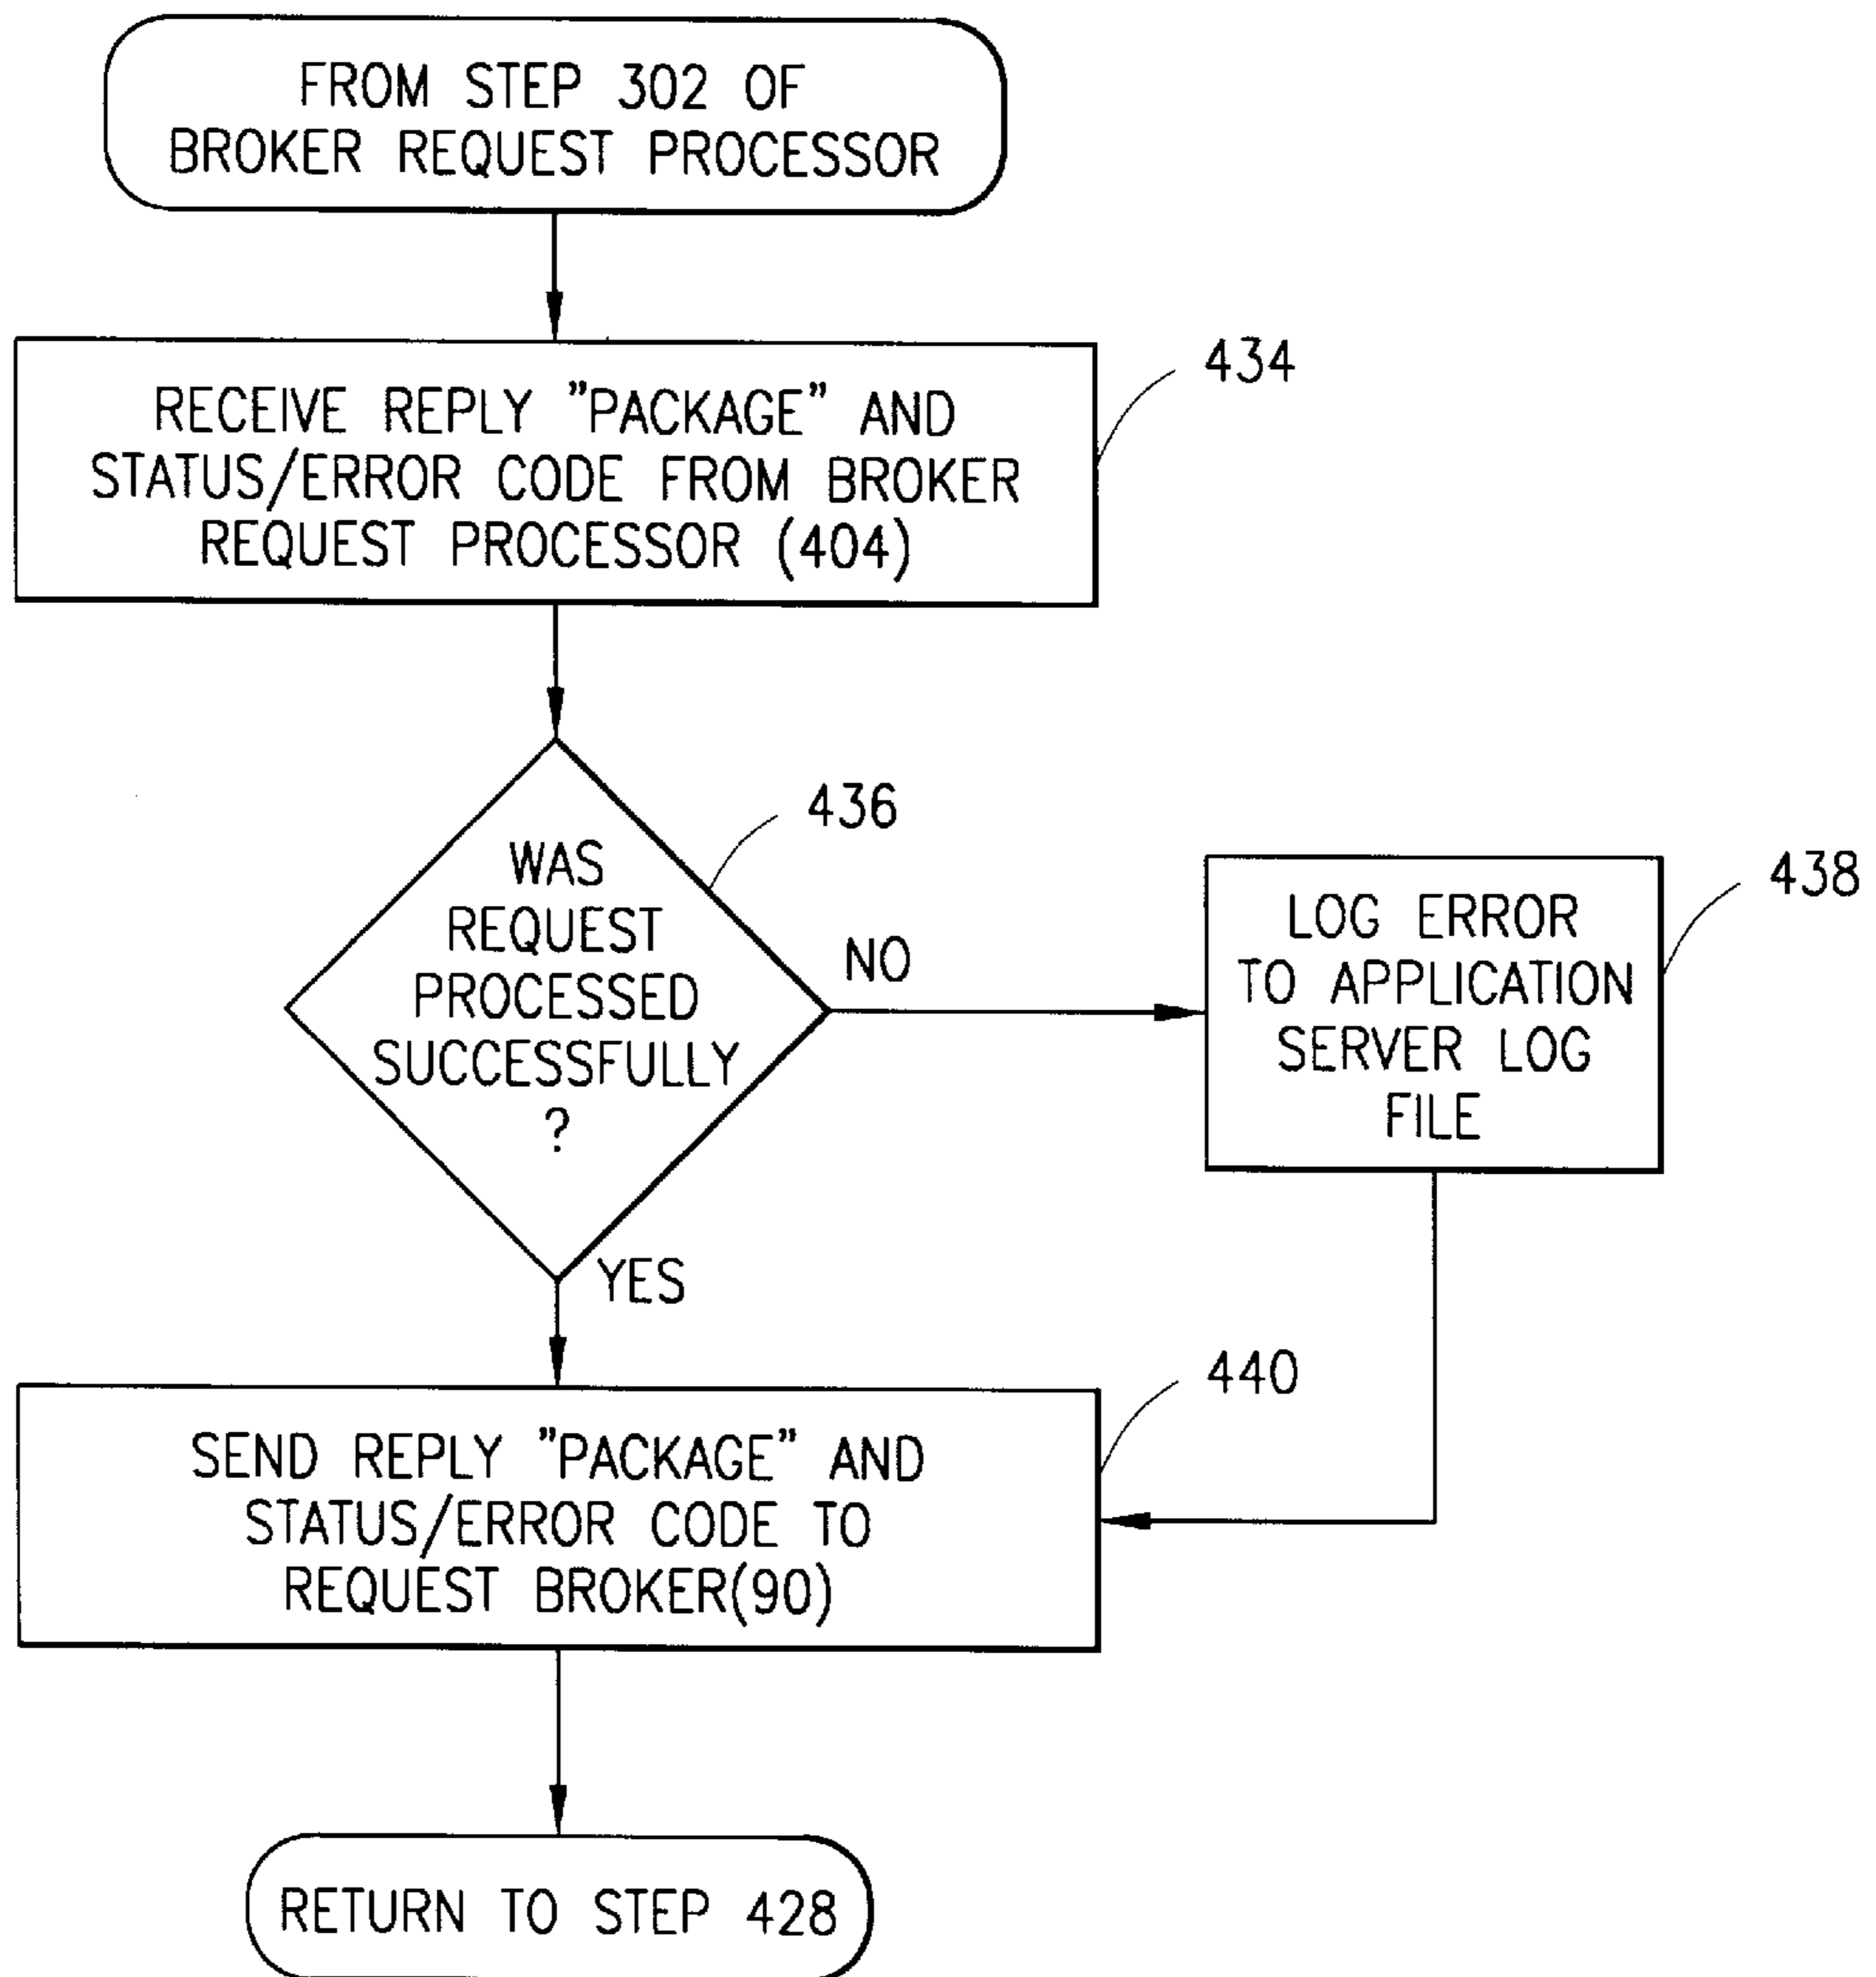 FROM STEP 302 OF
BROKER REQUEST PROCESSOR
434
RECEIVE REPLY "PACKAGE" AND
STATUS/ERROR CODE FROM BROKER
REQUEST PROCESSOR (404)
436
WAS
REQUEST
PROCESSED
SUCCESSFULLY
?
NO
438
LOG ERROR
TO APPLICATION
SERVER LOG
FILE
YES
440
SEND REPLY "PACKAGE" AND
STATUS/ERROR CODE TO
REQUEST BROKER(90)
RETURN TO STEP 428